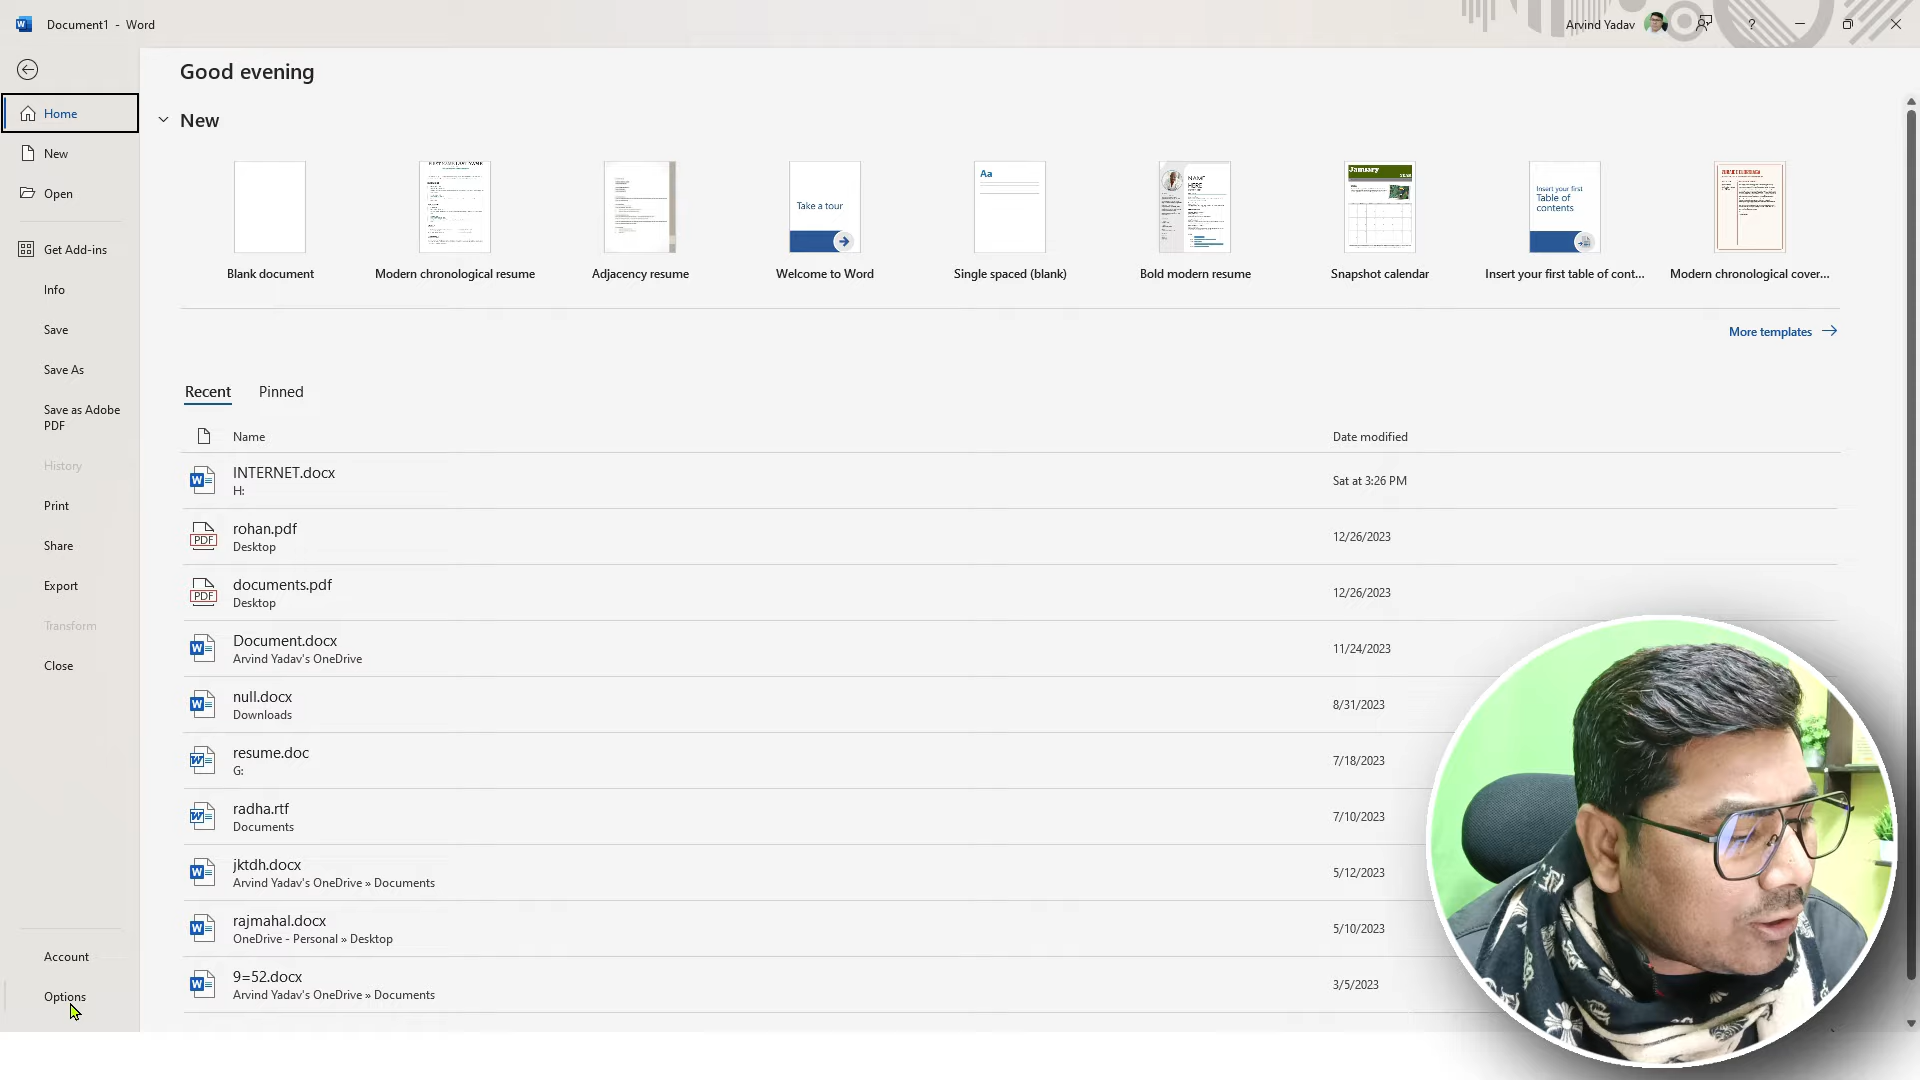 Document1 - Word
Arvind Yadav
?
Good evening
Home
New
New
Open
Take a tour
Aa
NAME
HERE
January
YEAR
Insert your first
Table of
contents
Get Add-ins
Blank document
Modern chronological resume
Adjacency resume
Welcome to Word
Single spaced (blank)
Bold modern resume
Snapshot calendar
Insert your first table of cont...
Modern chronological cover...
Info
Save
More templates
Save As
Recent
Pinned
Save as Adobe
PDF
Name
Date modified
History
INTERNET.docx
H:
Sat at 3:26 PM
Print
PDF
rohan.pdf
Desktop
12/26/2023
Share
PDF
documents.pdf
Desktop
12/26/2023
Export
Transform
Document.docx
Arvind Yadav's OneDrive
11/24/2023
Close
null.docx
Downloads
8/31/2023
resume.doc
G:
7/18/2023
radha.rtf
Documents
7/10/2023
jktdh.docx
Arvind Yadav's OneDrive » Documents
5/12/2023
rajmahal.docx
OneDrive - Personal » Desktop
5/10/2023
Account
9=52.docx
Arvind Yadav's OneDrive » Documents
3/5/2023
Options